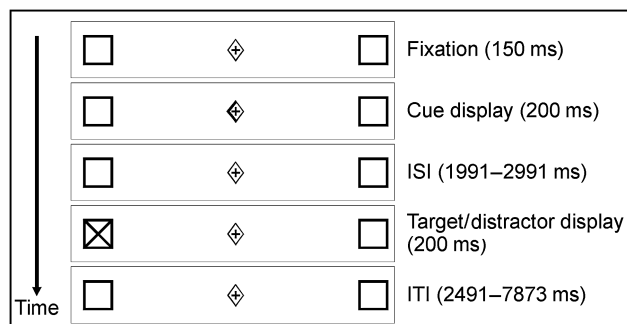 Fixation (150 ms)
Cue display (200 ms)
ISI (1991–2991 ms)
Target/distractor display
(200 ms)
ITI (2491–7873 ms)
Time